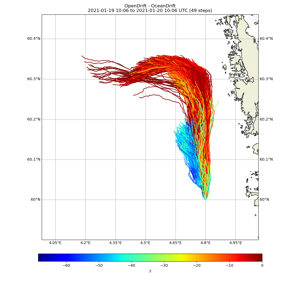 OpenDrift - OceanDrift
2021-01-19 10:06 to 2021-01-20 10:06 UTC (49 steps)
60.4°N 60.4°N
60.3°N 60.3°N
60.2°N 60.2°N
60.1°N 60.1°N
60°N 60°N
4.05°E 4.2°E 4.35°E 4.5°E 4.65°E 4.8°E 4.95°E
−60 −50 −40 −30 −20 −10 0
z